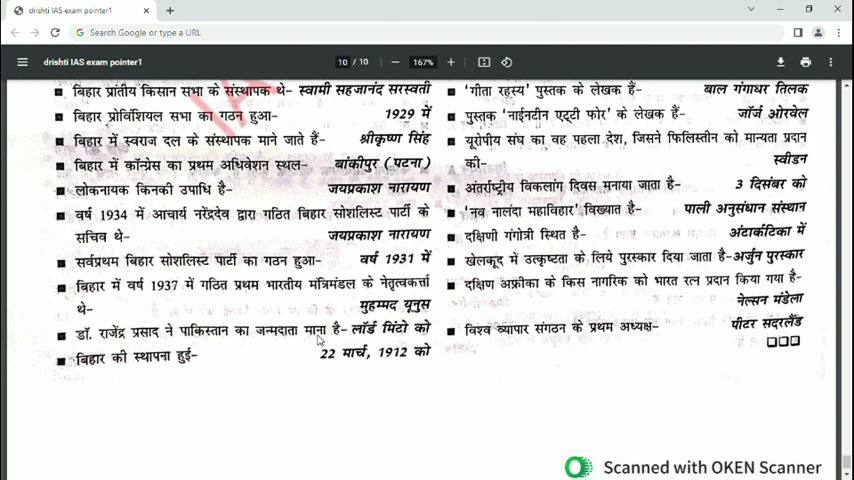 drishti IAS exam pointer1
Search Google or type a URL
drishti IAS exam pointer1
10 / 10
167%
बिहार प्रांतीय किसान सभा के संस्थापक थे- स्वामी सहजानंद सरस्वती
बिहार प्रोविंशियल सभा का गठन हुआ- 1929 में
बिहार में स्वराज दल के संस्थापक माने जाते हैं- श्रीकृष्ण सिंह
बिहार में कॉन्ग्रेस का प्रथम अधिवेशन स्थल- बांकीपुर (पटना)
लोकनायक किनकी उपाधि है- जयप्रकाश नारायण
वर्ष 1934 में आचार्य नरेंद्रदेव द्वारा गठित बिहार सोशलिस्ट पार्टी के
सचिव थे- जयप्रकाश नारायण
सर्वप्रथम बिहार सोशलिस्ट पार्टी का गठन हुआ- वर्ष 1931 में
बिहार में वर्ष 1937 में गठित प्रथम भारतीय मंत्रिमंडल के नेतृत्वकर्त्ता
थे- मुहम्मद यूनुस
डॉ. राजेंद्र प्रसाद ने पाकिस्तान का जन्मदाता माना है- लॉर्ड मिंटो को
बिहार की स्थापना हुई- 22 मार्च, 1912 को
'गीता रहस्य' पुस्तक के लेखक हैं- बाल गंगाधर तिलक
पुस्तक 'नाईनटीन एट्टी फोर' के लेखक हैं- जॉर्ज ओरवेल
यूरोपीय संघ का वह पहला देश, जिसने फिलिस्तीन को मान्यता प्रदान
की- स्वीडन
अंतर्राष्ट्रीय विकलांग दिवस मनाया जाता है- 3 दिसंबर को
'नव नालंदा महाविहार' विख्यात है- पाली अनुसंधान संस्थान
दक्षिणी गंगोत्री स्थित है- अंटार्कटिका में
खेलकूद में उत्कृष्टता के लिये पुरस्कार दिया जाता है- अर्जुन पुरस्कार
दक्षिण अफ्रीका के किस नागरिक को भारत रत्न प्रदान किया गया है-
नेल्सन मंडेला
विश्व व्यापार संगठन के प्रथम अध्यक्ष- पीटर सदरलैंड
IA
Scanned with OKEN Scanner